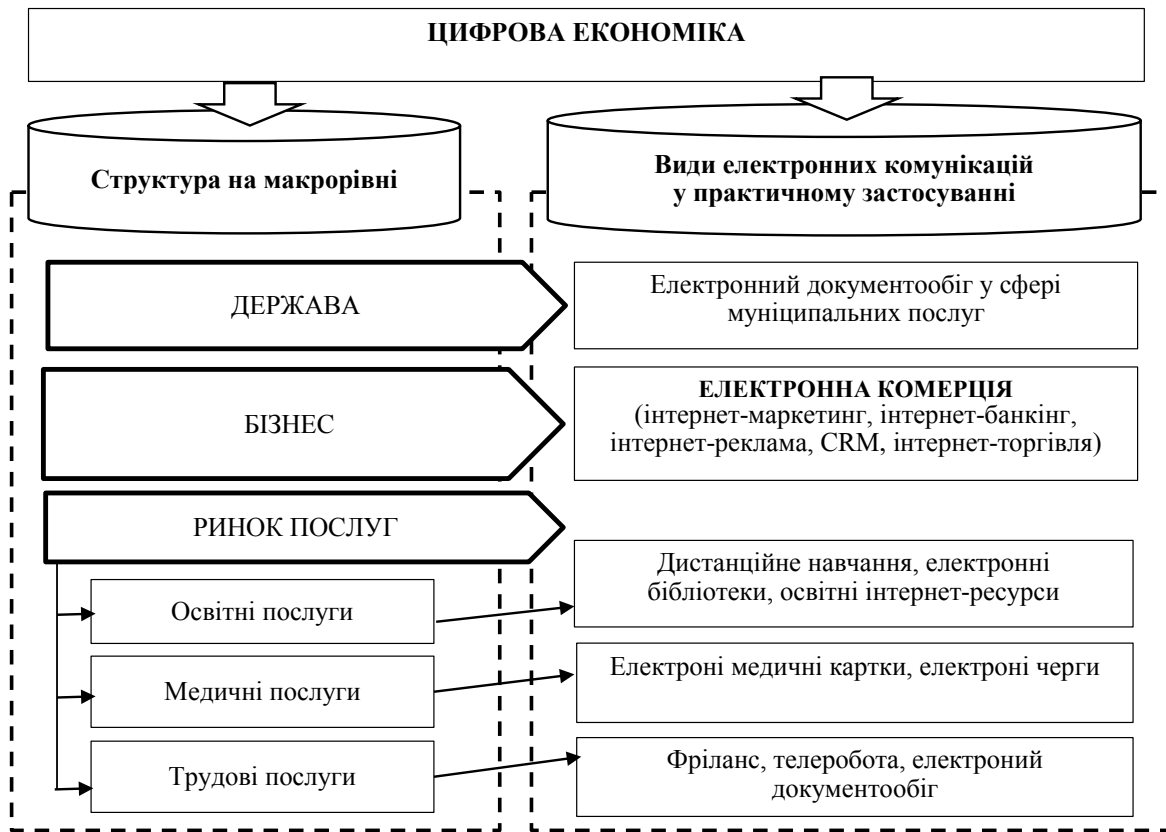 ЦИФРОВА ЕКОНОМІКА
Структура на макрорівні
Види електронних комунікацій
у практичному застосуванні
ДЕРЖАВА
Електронний документообіг у сфері
муніципальних послуг
БІЗНЕС
ЕЛЕКТРОННА КОМЕРЦІЯ
(інтернет-маркетинг, інтернет-банкінг,
інтернет-реклама, CRM, інтернет-торгівля)
РИНОК ПОСЛУГ
Освітні послуги
Дистанційне навчання, електронні
бібліотеки, освітні інтернет-ресурси
Медичні послуги
Електроні медичні картки, електроні черги
Трудові послуги
Фріланс, телеробота, електроний
документообіг